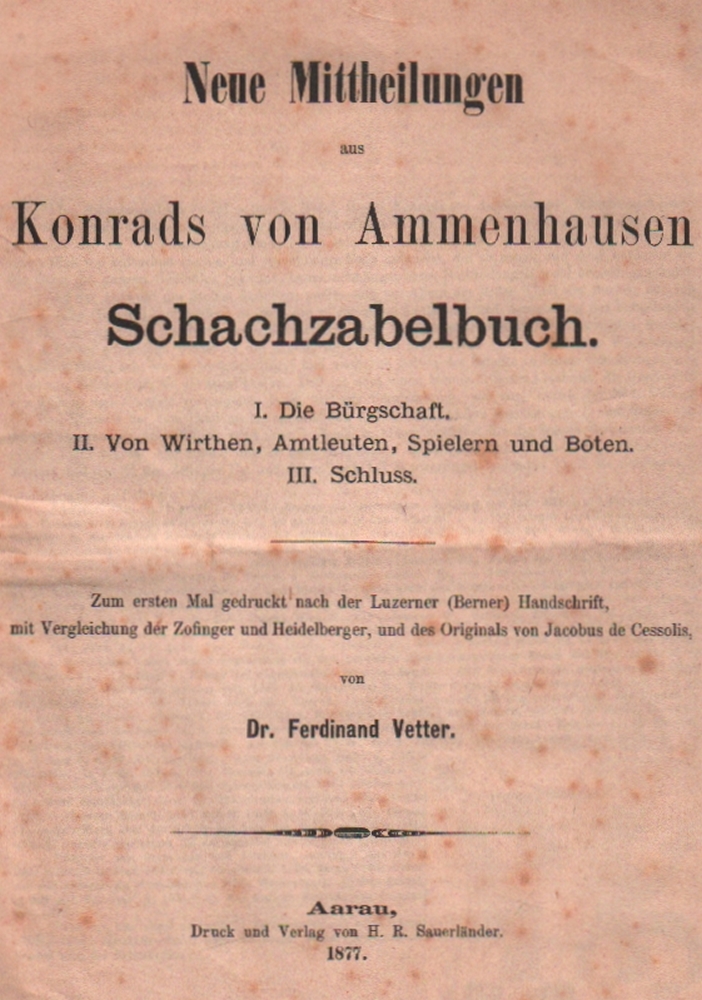 Neue Mittheilungen
aus
Konrads von Ammenhausen
Schachzabelbuch.
I. Die Bürgschaft.
II. Von Wirthen, Amtleuten, Spielern und Boten.
III. Schluss.
Zum ersten Mal gedruckt nach der Luzerner (Berner) Handschrift,
mit Vergleichung der Zofinger und Heidelberger, und des Originals von Jacobus de Cessolis,
von
Dr. Ferdinand Vetter.
Aarau,
Druck und Verlag von H. R. Sauerländer.
1877.